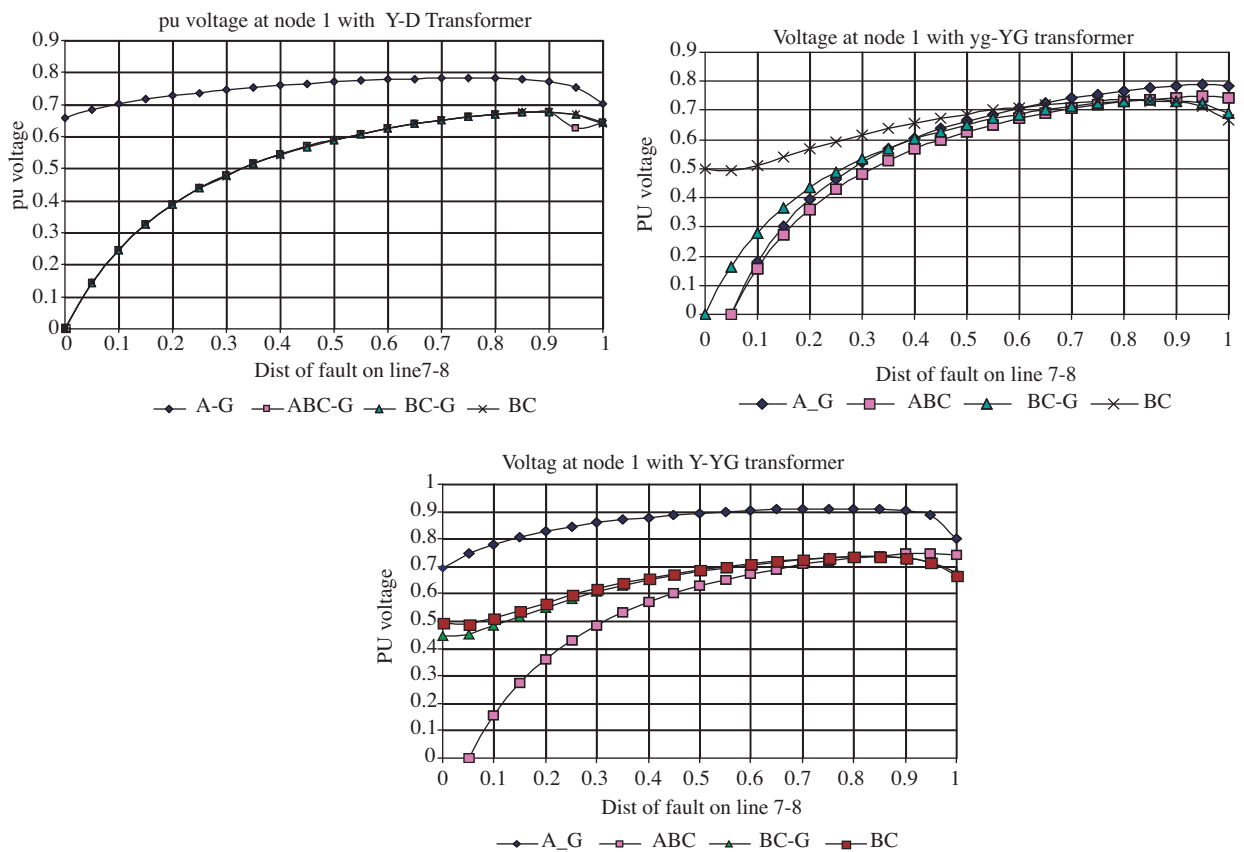 pu voltage at node 1 with Y-D Transformer
0.9
0.8
0.7
0.6
0.5
0.4
0.3
0.2
0.1
0
pu voltage
0 0.1 0.2 0.3 0.4 0.5 0.6 0.7 0.8 0.9 1
Dist of fault on line7-8
A-G ABC-G BC-G BC
Voltage at node 1 with yg-YG transformer
0.9
0.8
0.7
0.6
0.5
0.4
0.3
0.2
0.1
0
PU voltage
0 0.1 0.2 0.3 0.4 0.5 0.6 0.7 0.8 0.9 1
Dist of fault on line 7-8
A_G ABC BC-G BC
Voltag at node 1 with Y-YG transformer
1
0.9
0.8
0.7
0.6
0.5
0.4
0.3
0.2
0.1
0
PU voltage
0 0.1 0.2 0.3 0.4 0.5 0.6 0.7 0.8 0.9 1
Dist of fault on line 7-8
A_G ABC BC-G BC